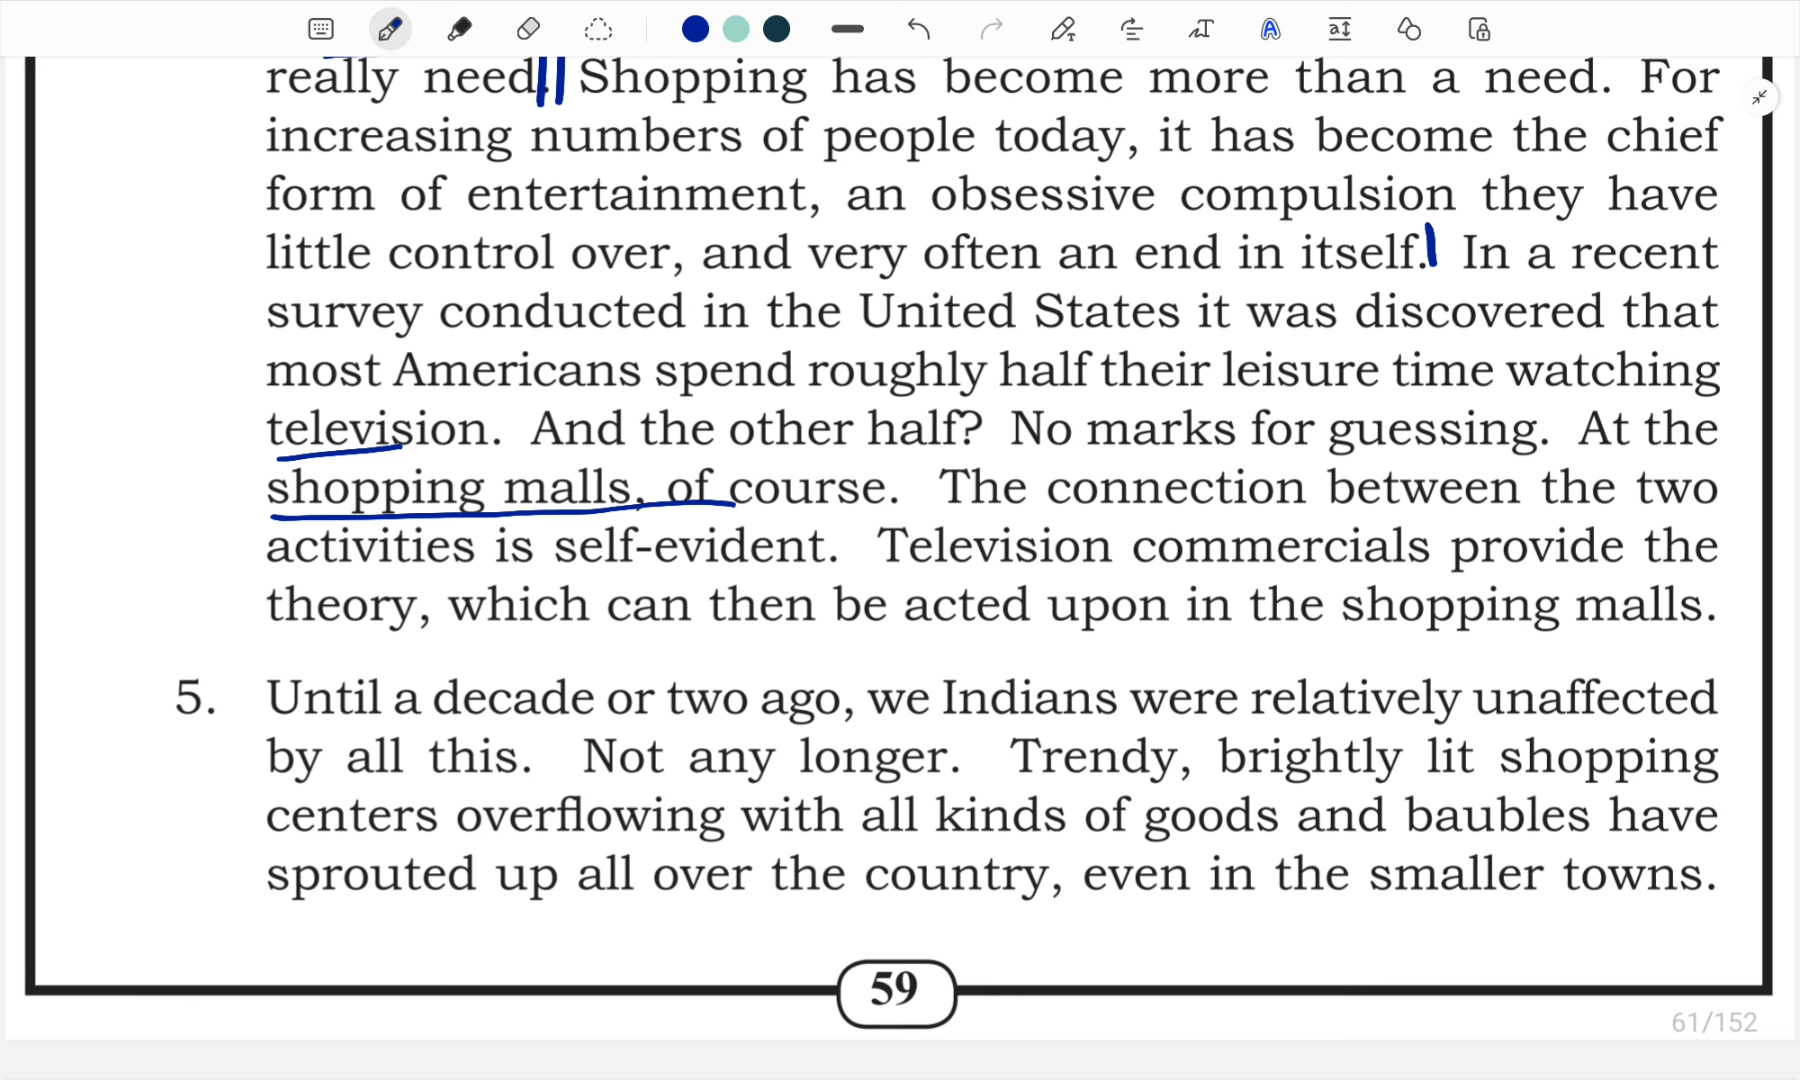 really need. Shopping has become more than a need. For
increasing numbers of people today, it has become the chief
form of entertainment, an obsessive compulsion they have
little control over, and very often an end in itself. In a recent
survey conducted in the United States it was discovered that
most Americans spend roughly half their leisure time watching
television. And the other half? No marks for guessing. At the
shopping malls, of course. The connection between the two
activities is self-evident. Television commercials provide the
theory, which can then be acted upon in the shopping malls.
5. Until a decade or two ago, we Indians were relatively unaffected
by all this. Not any longer. Trendy, brightly lit shopping
centers overflowing with all kinds of goods and baubles have
sprouted up all over the country, even in the smaller towns.
59
61/152